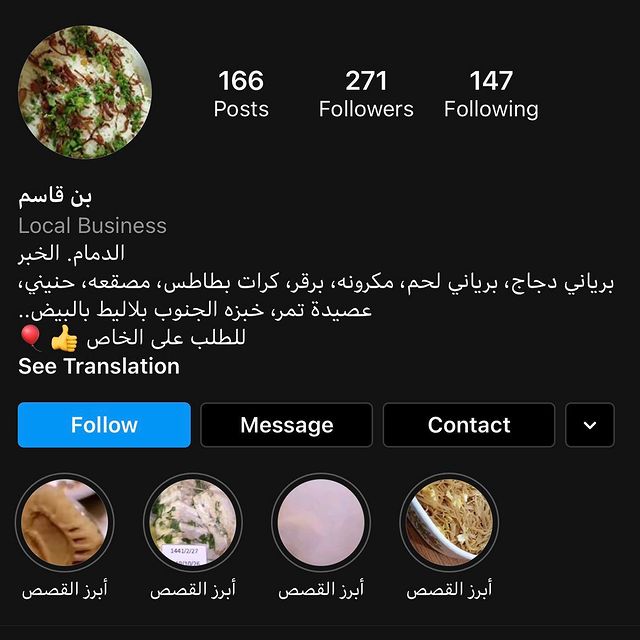 166 271 147
Posts Followers Following
بن قاسم
Local Business
الدمام. الخبر
برياني دجاج، برياني لحم، مكرونه، برقر، كرات بطاطس، مصقعه، حنيني،
عصيدة تمر، خبزه الجنوب بلاليط بالبيض..
للطلب على الخاص 👍🎈
See Translation
Follow Message Contact
1441/2/27
أبرز القصص أبرز القصص أبرز القصص أبرز القصص